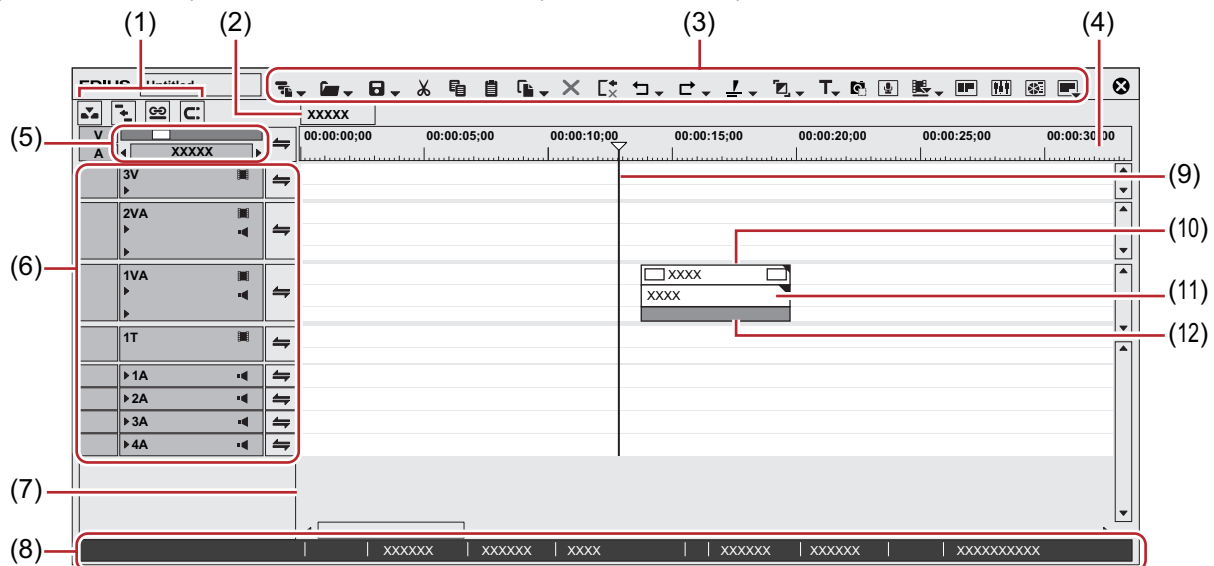 (1) (2) (3) (4)
EDIUS Untitled
XXXXX
(5) V 00:00:00;00 00:00:05;00 00:00:10;00 00:00:15;00 00:00:20;00 00:00:25;00 00:00:30;00
A XXXXX
3V (9)
2VA (10)
(6) 1VA XXXX
XXXX (11)
1T (12)
1A
2A
3A
4A
(7)
(8) XXXXXX XXXXXX XXXX XXXXXX XXXXXX XXXXXXXXXX